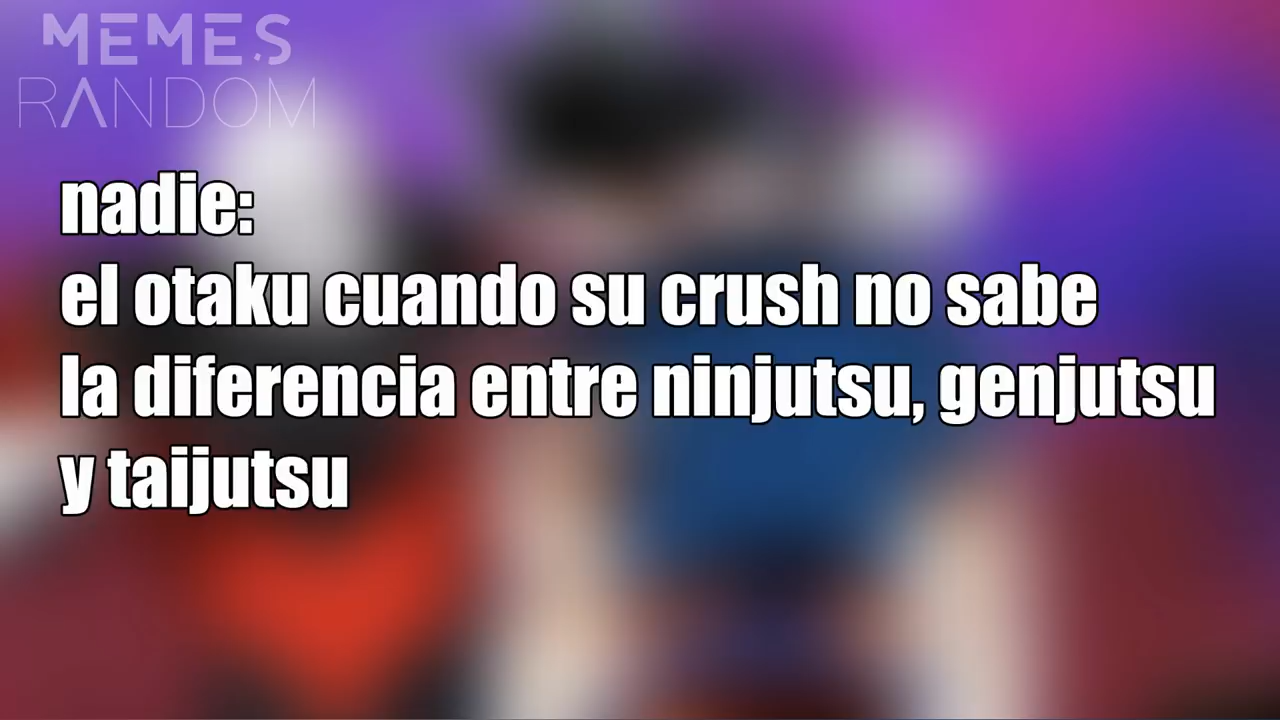 MEMES
RANDOM
nadie:
el otaku cuando su crush no sabe
la diferencia entre ninjutsu, genjutsu
y taijutsu